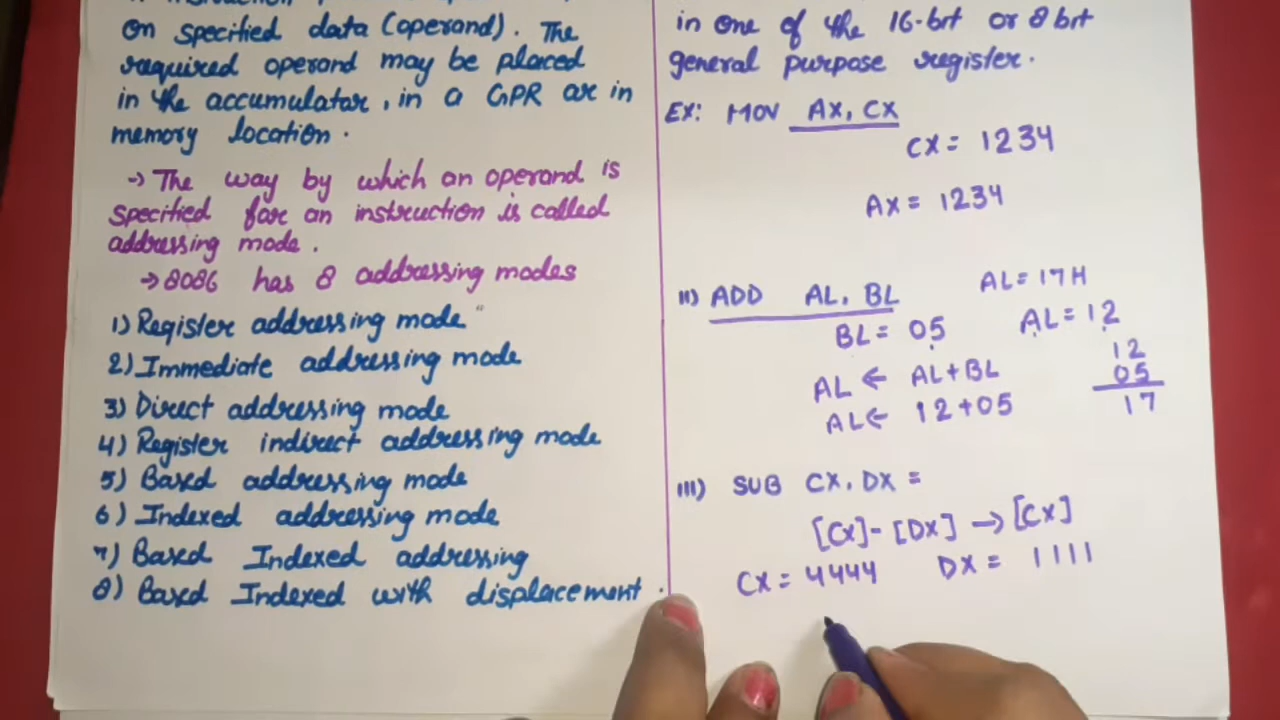 on specified data (operand). The
required operand may be placed
in the accumulator, in a GPR or in
memory location.
-> The way by which an operand is
specified for an instruction is called
addressing mode.
-> 8086 has 8 addressing modes
1) Register addressing mode
2) Immediate addressing mode
3) Direct addressing mode
4) Register indirect addressing mode
5) Based addressing mode
6) Indexed addressing mode
7) Based Indexed addressing
8) Based Indexed with displacement.
in one of the 16-bit or 8 bit
general purpose register.
EX: MOV AX, CX
CX = 1234
AX = 1234
II) ADD AL, BL
AL = 17H
BL = 05
AL = 12
AL ← AL+BL
AL ← 12+05
12
05
17
III) SUB CX, DX =
[CX]-[DX] → [CX]
CX = 4444 DX = 1111